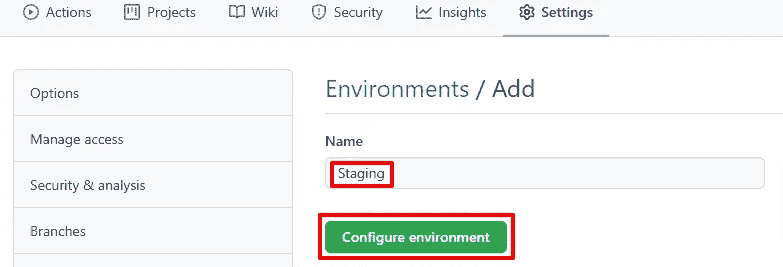 Actions Projects Wiki Security Insights Settings
Options
Manage access
Security & analysis
Branches
Environments / Add
Name
Staging
Configure environment